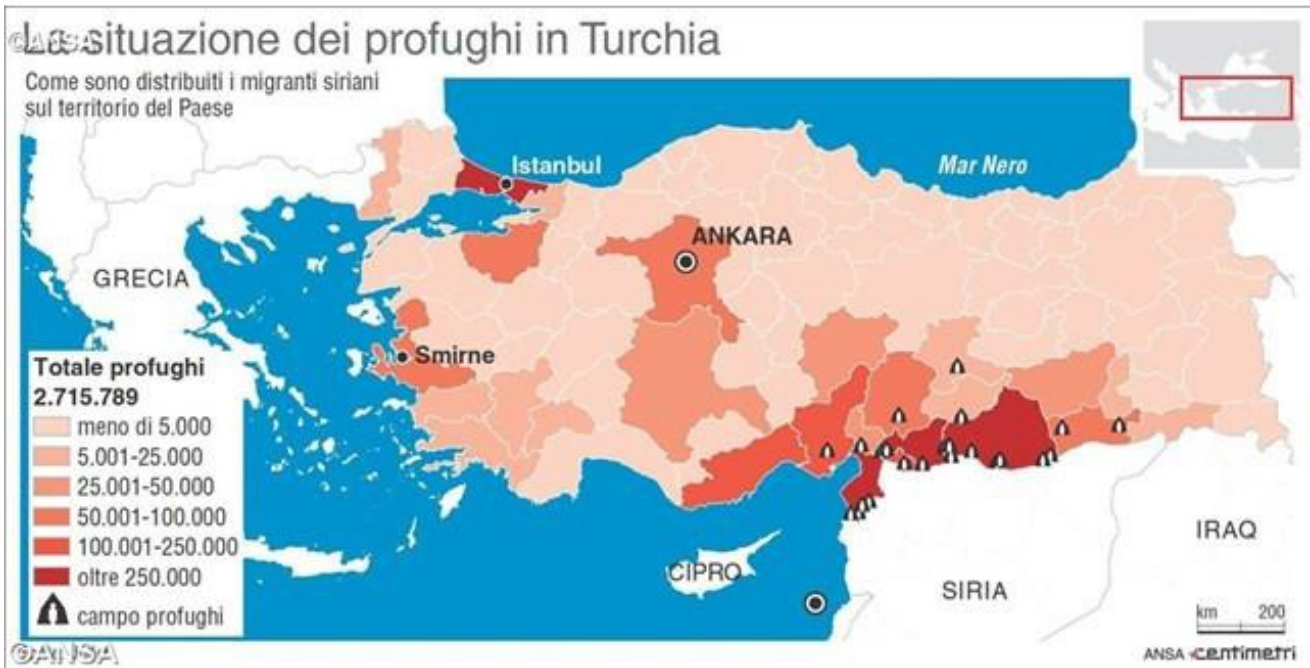 La situazione dei profughi in Turchia
©ANSA
Come sono distribuiti i migranti siriani
sul territorio del Paese
Istanbul
Mar Nero
ANKARA
GRECIA
Smirne
Totale profughi
2.715.789
meno di 5.000
5.001-25.000
25.001-50.000
50.001-100.000
100.001-250.000
oltre 250.000
campo profughi
CIPRO
SIRIA
IRAQ
km 200
ANSA centimetri
©ANSA